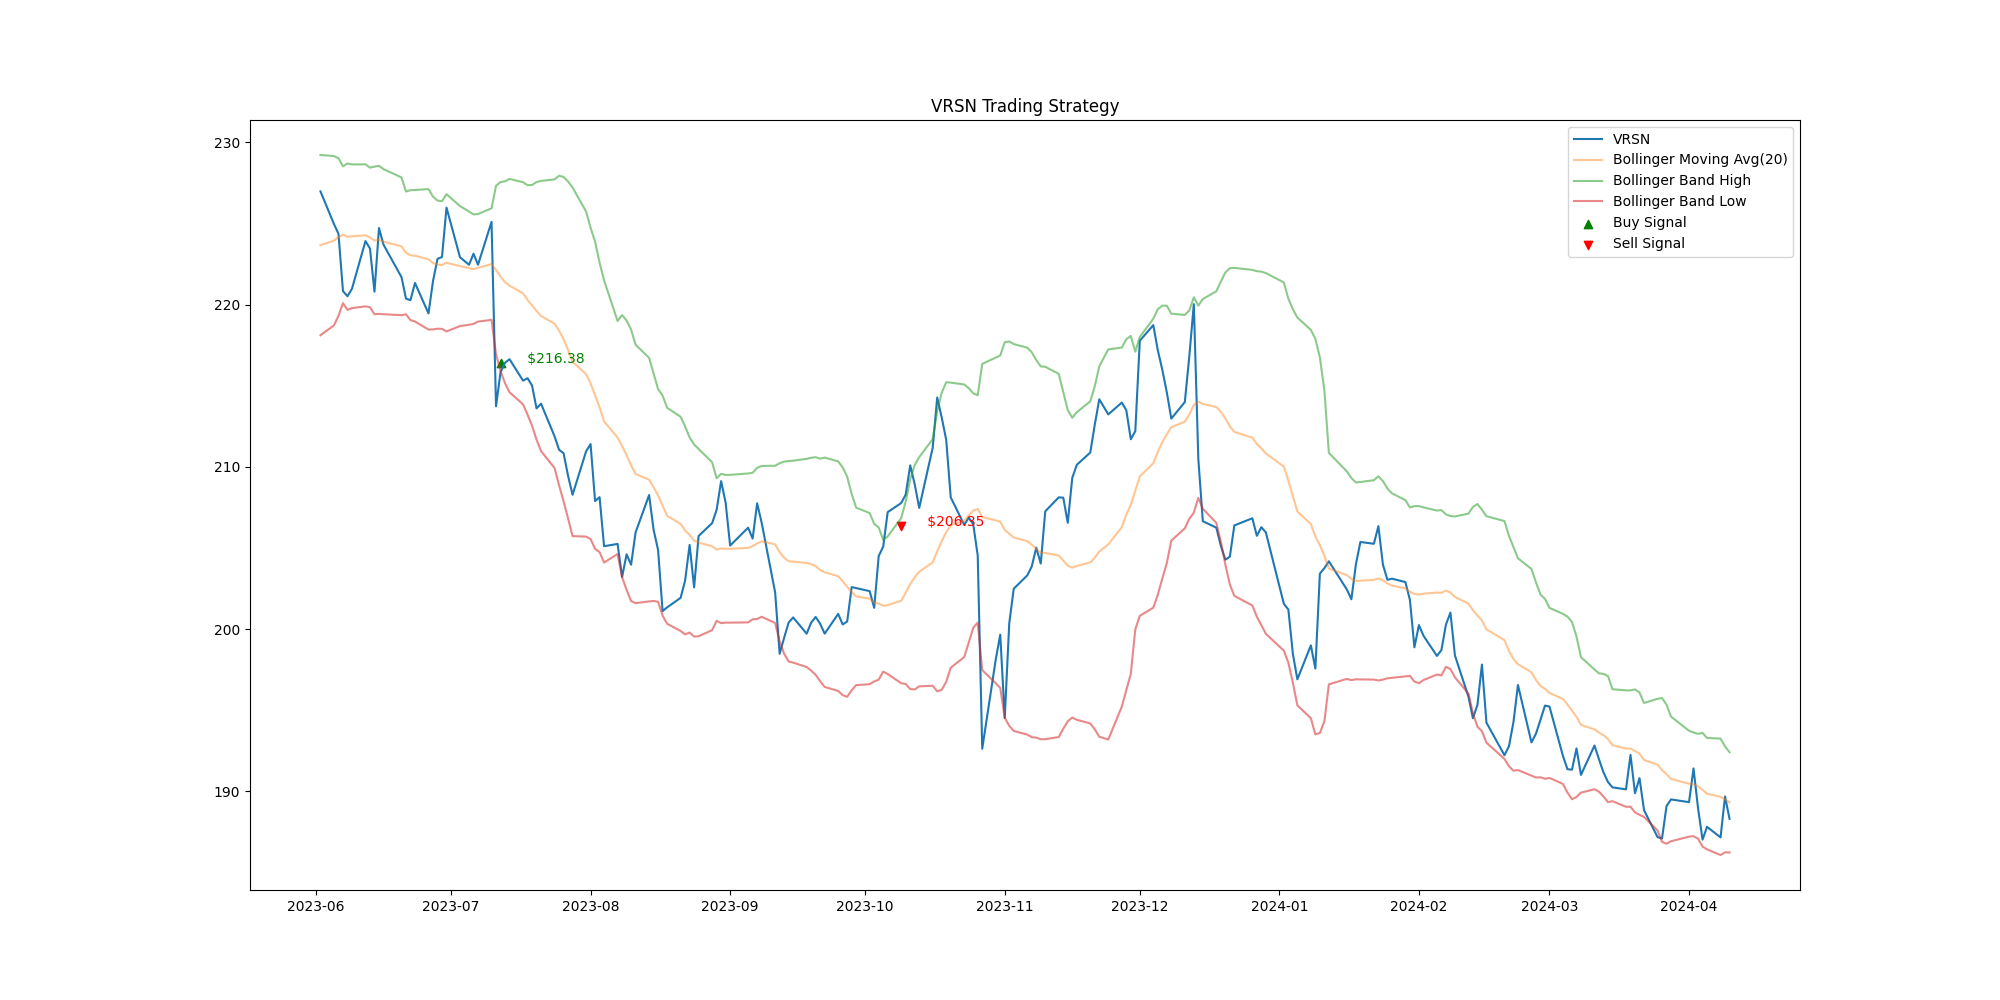 VRSN Trading Strategy
230
220
210
200
190
VRSN
Bollinger Moving Avg(20)
Bollinger Band High
Bollinger Band Low
Buy Signal
Sell Signal
$216.38
$206.35
2023-06 2023-07 2023-08 2023-09 2023-10 2023-11 2023-12 2024-01 2024-02 2024-03 2024-04